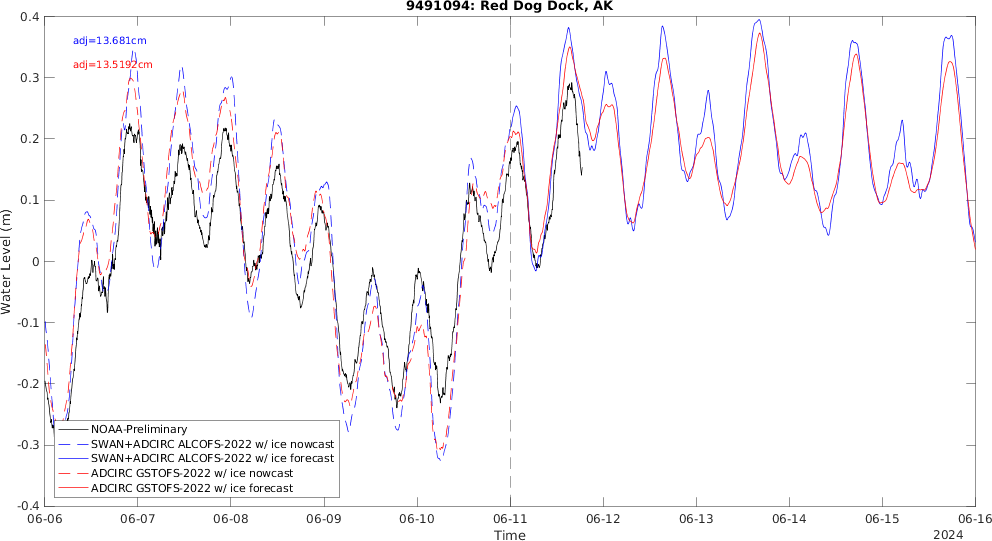 9491094: Red Dog Dock, AK
adj=13.681cm
adj=13.5192cm
Water Level (m)
0.4
0.3
0.2
0.1
0
-0.1
-0.2
-0.3
-0.4
NOAA-Preliminary
SWAN+ADCIRC ALCOFS-2022 w/ ice nowcast
SWAN+ADCIRC ALCOFS-2022 w/ ice forecast
ADCIRC GSTOFS-2022 w/ ice nowcast
ADCIRC GSTOFS-2022 w/ ice forecast
06-06 06-07 06-08 06-09 06-10 06-11 06-12 06-13 06-14 06-15 06-16
Time
2024